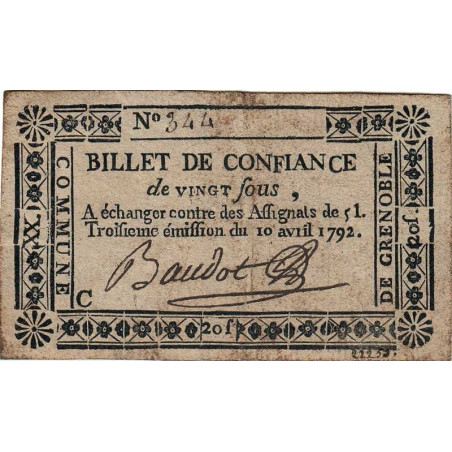 No 344
BILLET DE CONFIANCE
de VINGT sous,
A échanger contre des Assignats de 5 l.
Troisieme émission du 10 avril 1792.
Baudot
C
COMMUNE
DE GRENOBLE
XX
20 s.
20 s